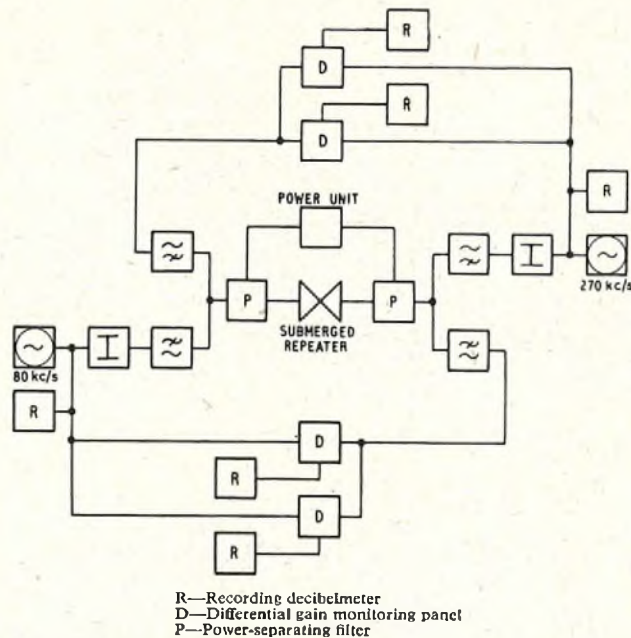 R
D
R
D
POWER UNIT
R
P
P
270 kc/s
SUBMERGED
REPEATER
80 kc/s
R
D
R
D
R
R—Recording decibelmeter
D—Differential gain monitoring panel
P—Power-separating filter